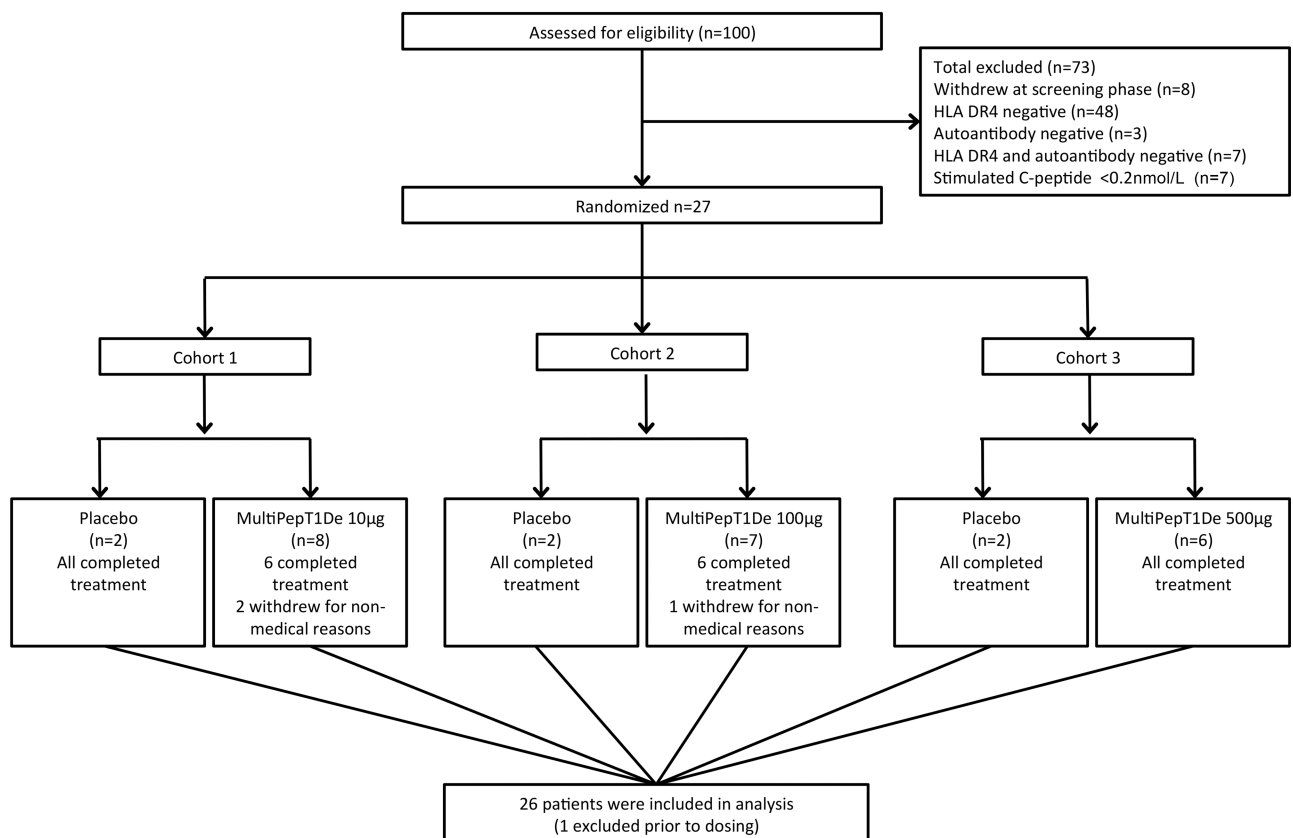 Assessed for eligibility (n=100)
Total excluded (n=73)
Withdrew at screening phase (n=8)
HLA DR4 negative (n=48)
Autoantibody negative (n=3)
HLA DR4 and autoantibody negative (n=7)
Stimulated C-peptide <0.2nmol/L (n=7)
Randomized n=27
Cohort 1
Cohort 2
Cohort 3
Placebo
(n=2)
All completed
treatment
MultiPepT1De 10µg
(n=8)
6 completed
treatment
2 withdrew for non-
medical reasons
Placebo
(n=2)
All completed
treatment
MultiPepT1De 100µg
(n=7)
6 completed
treatment
1 withdrew for non-
medical reasons
Placebo
(n=2)
All completed
treatment
MultiPepT1De 500µg
(n=6)
All completed
treatment
26 patients were included in analysis
(1 excluded prior to dosing)